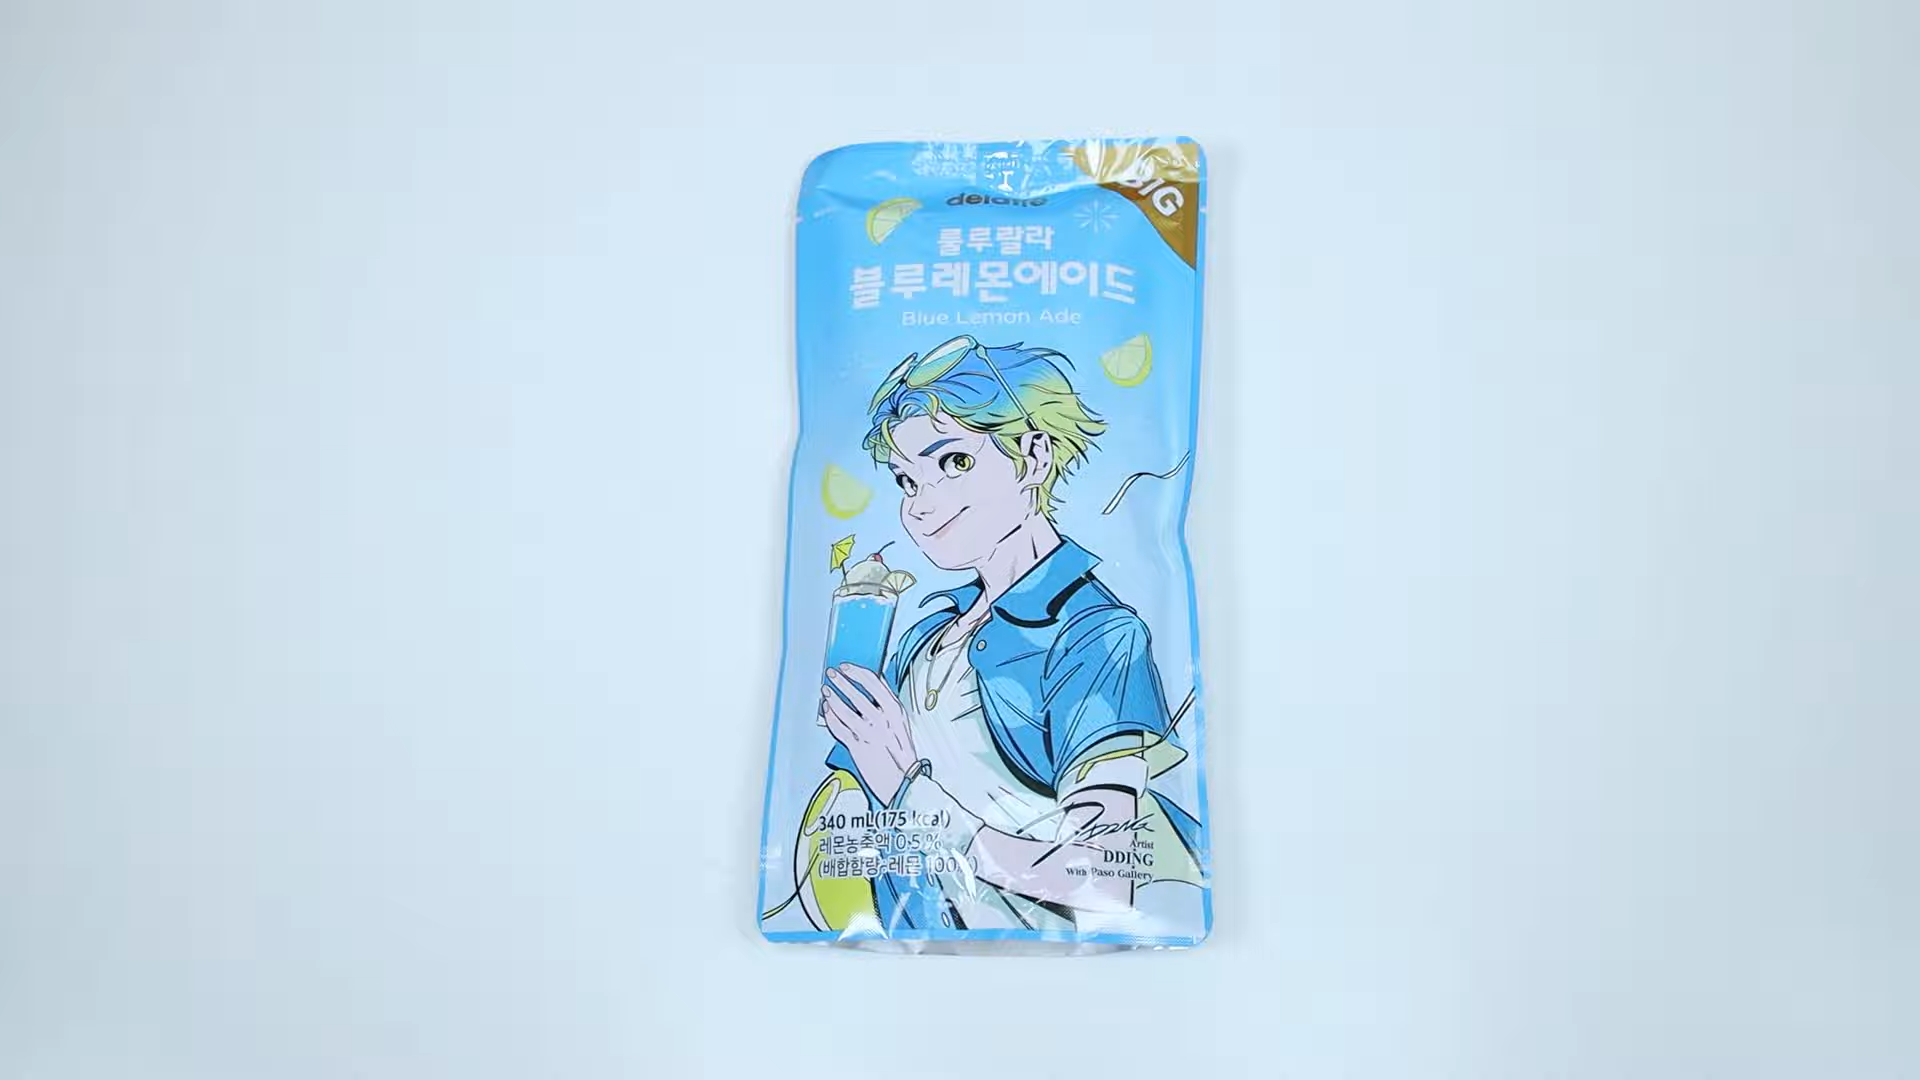 delaffe
BIG
룰루랄라
블루레몬에이드
Blue Lemon Ade
340 mL(175 kcal)
레몬농축액 0.5 %
(배합함량:레몬 100%)
DDING
Artist
DDING
With Paso Gallery